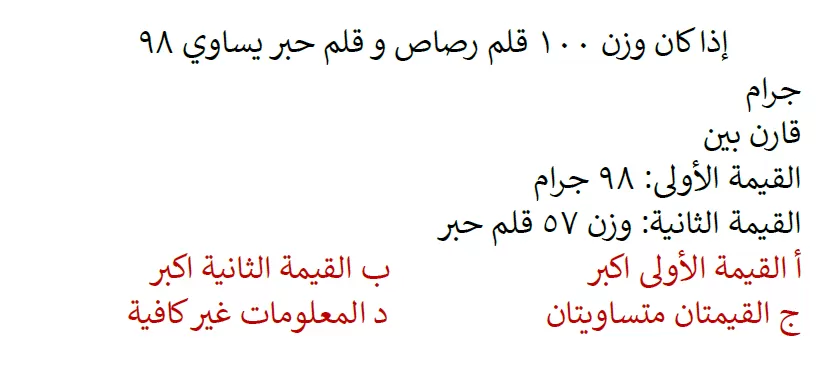 إذا كان وزن ١٠٠ قلم رصاص و قلم حبر يساوي ٩٨
جرام
قارن بين
القيمة الأولى: ٩٨ جرام
القيمة الثانية: وزن ٥٧ قلم حبر
أ القيمة الأولى اكبر ب القيمة الثانية اكبر
ج القيمتان متساويتان د المعلومات غير كافية